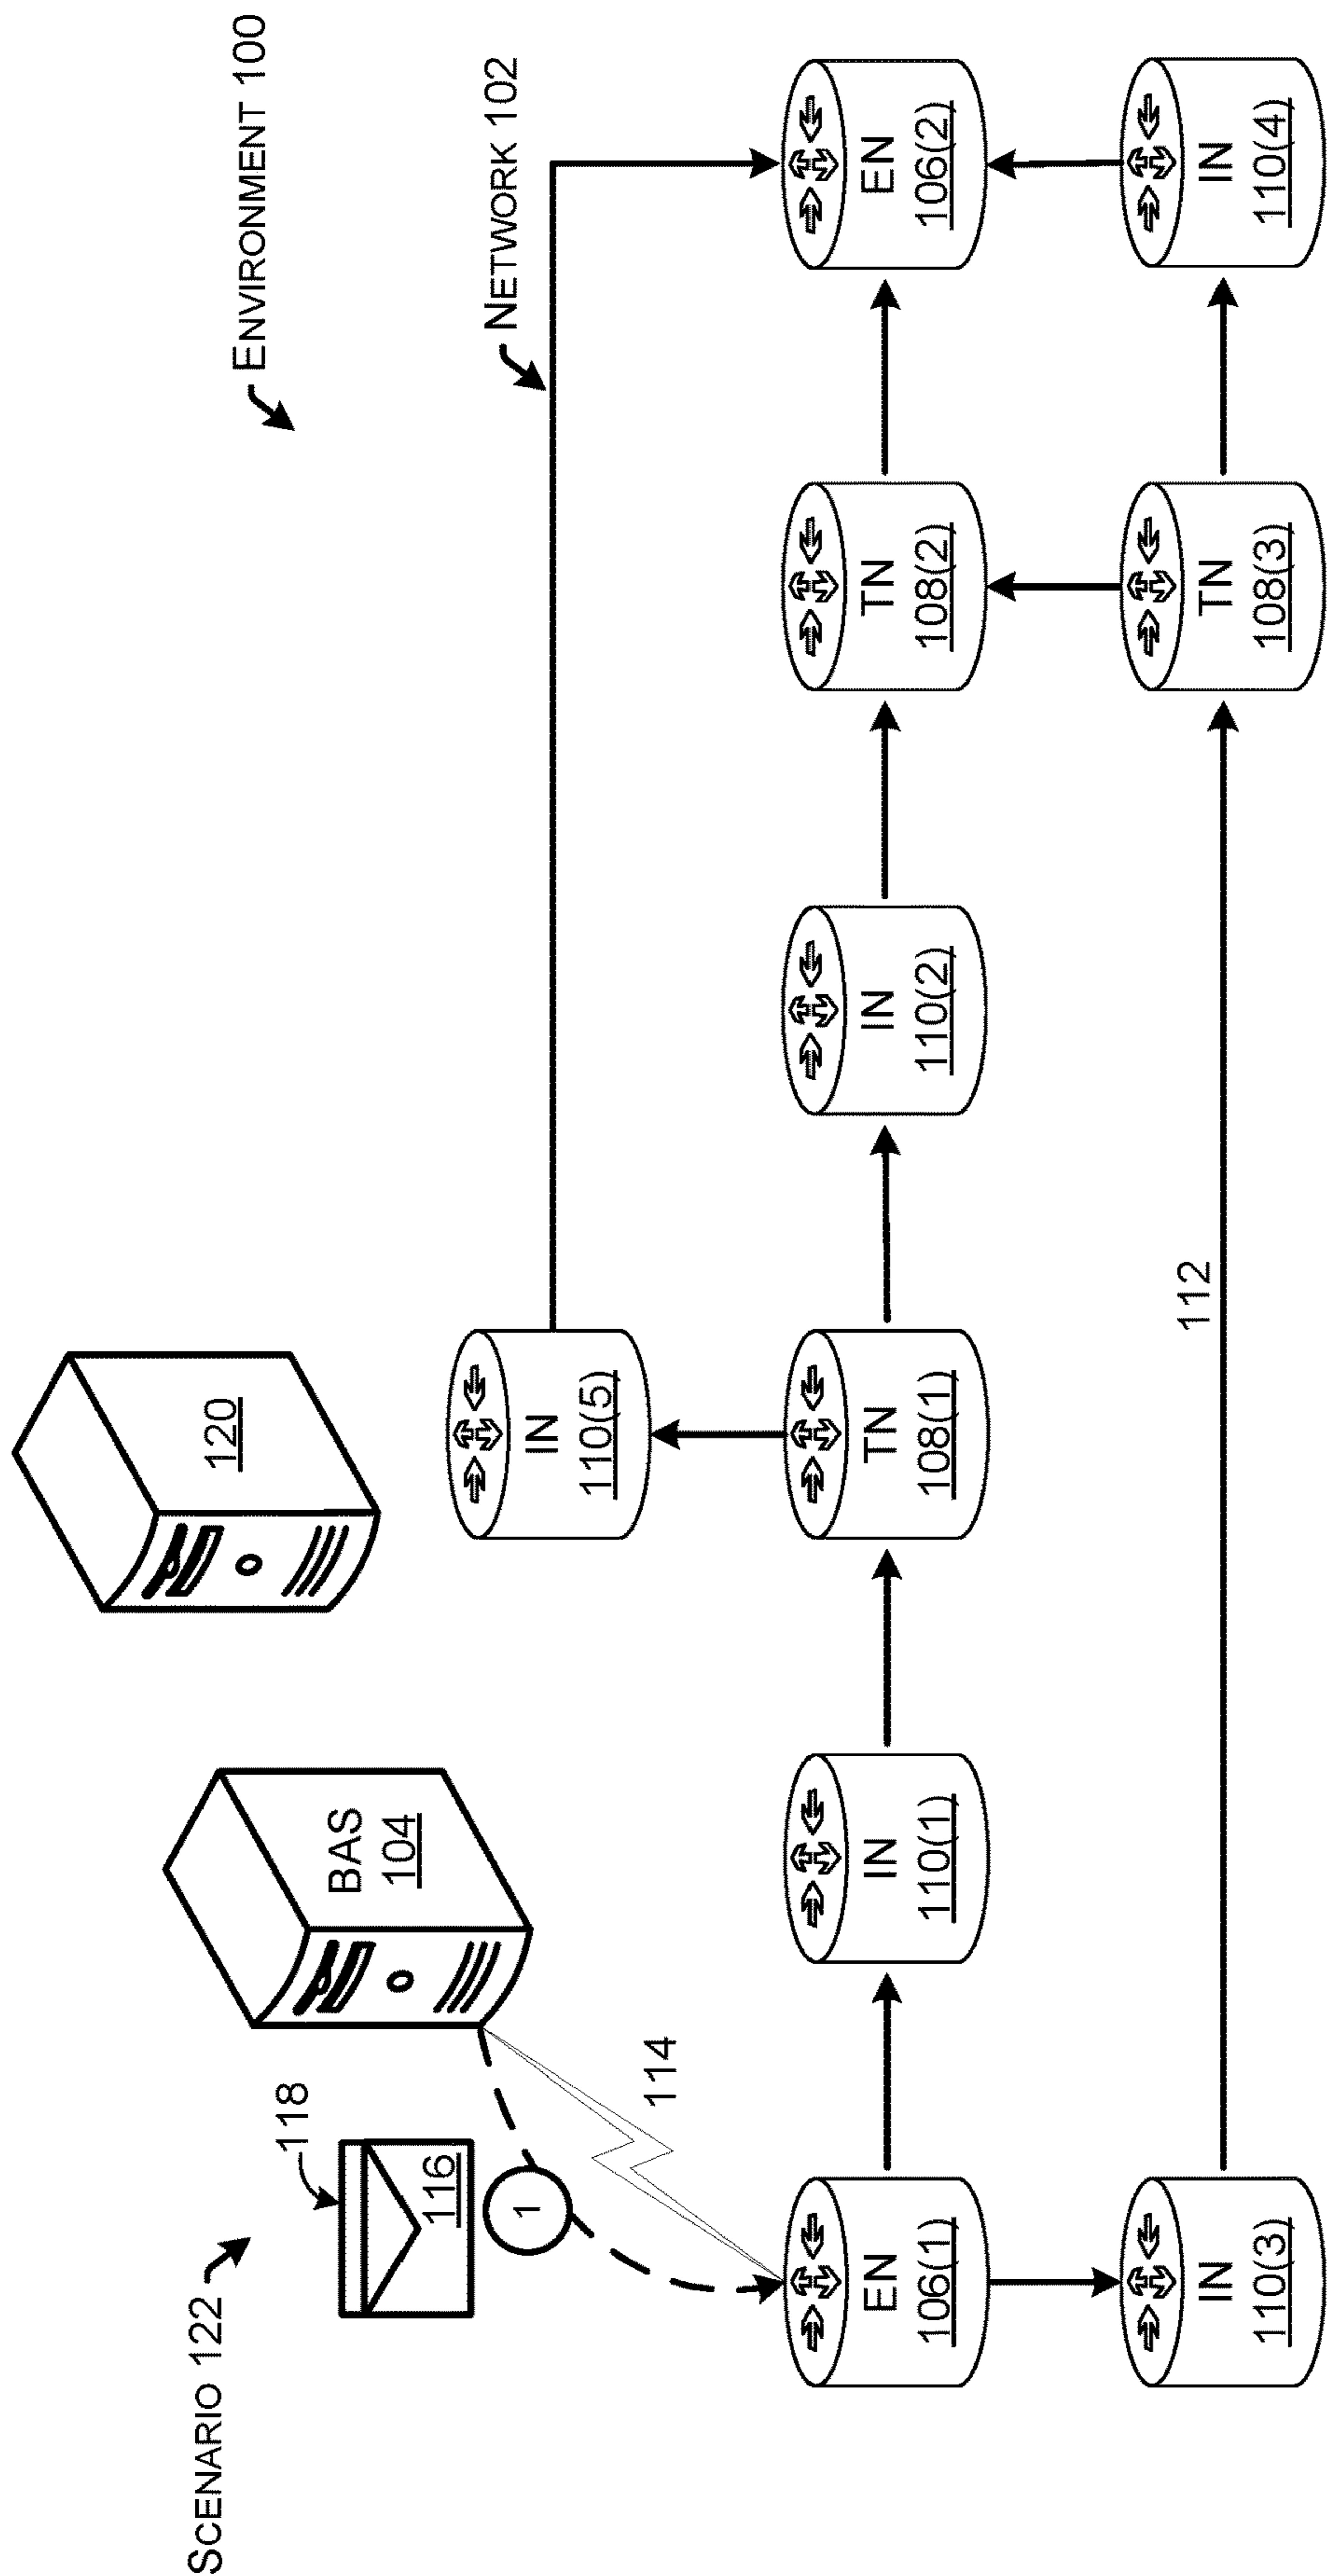 SCENARIO 122
ENVIRONMENT 100
118
116
1
BAS
104
120
114
NETWORK 102
IN
110(5)
EN
106(1)
IN
110(1)
TN
108(1)
IN
110(2)
TN
108(2)
EN
106(2)
112
IN
110(3)
TN
108(3)
IN
110(4)